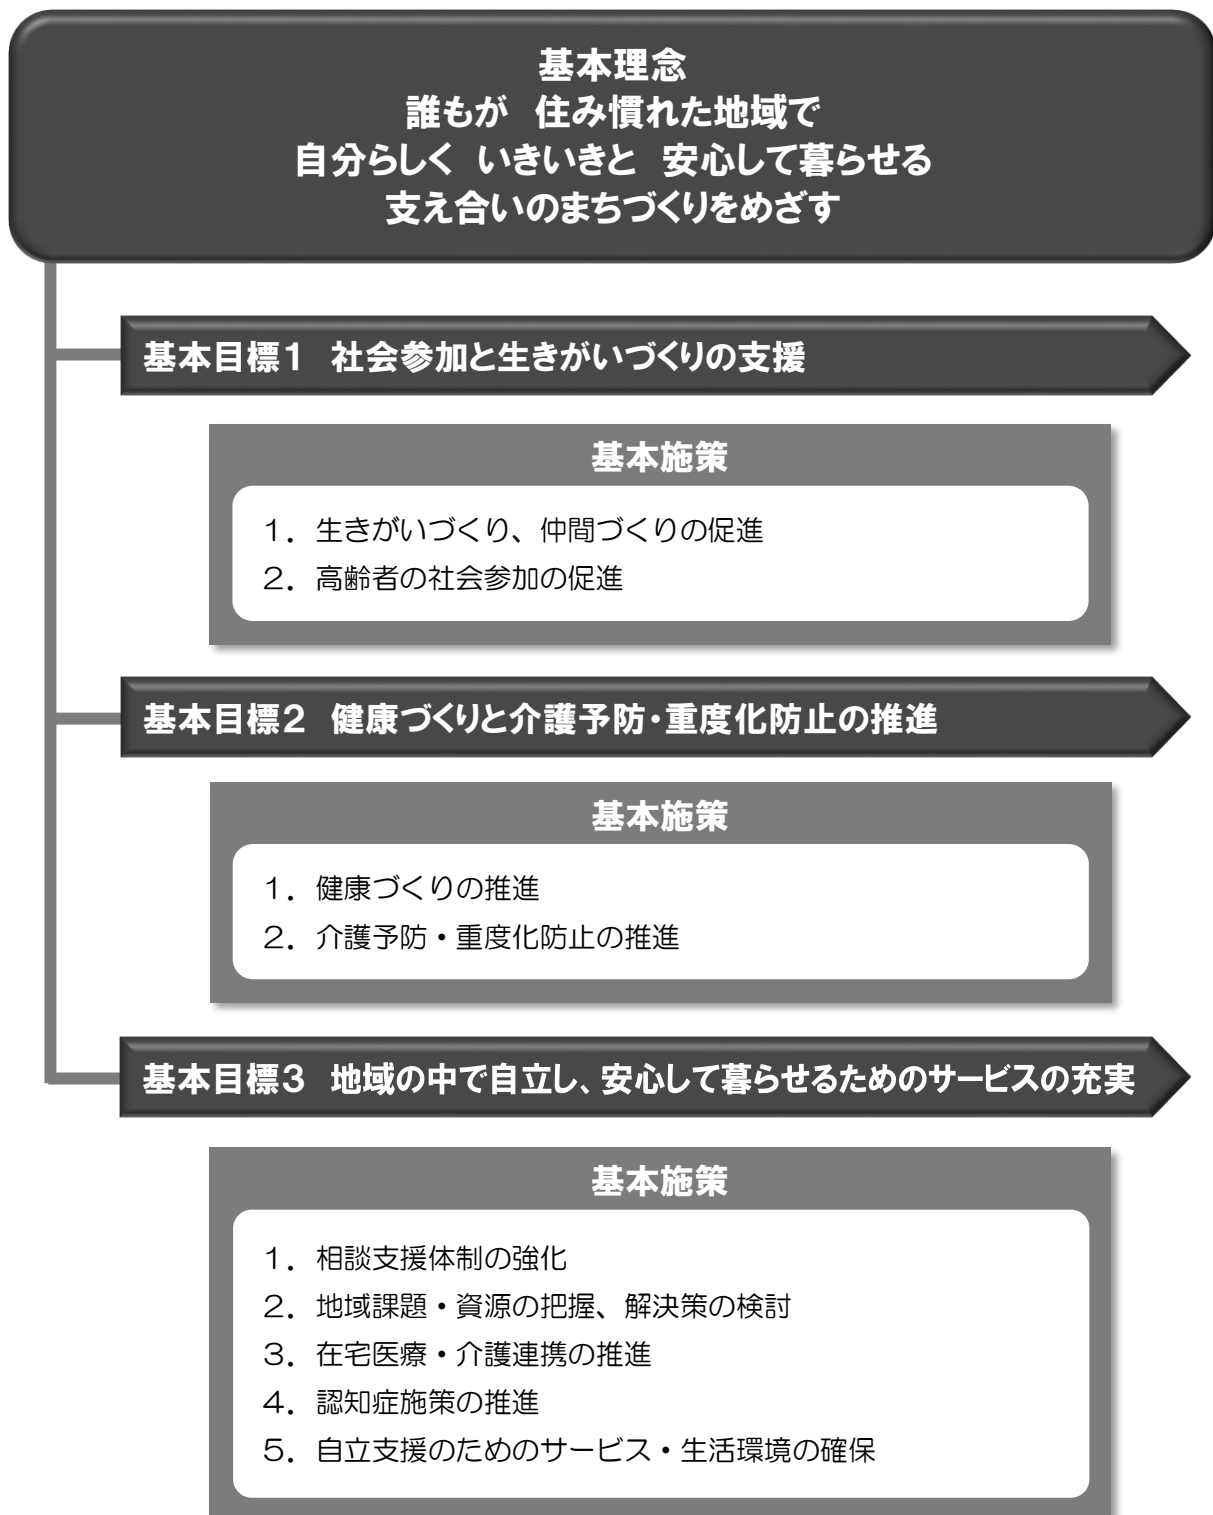 基本理念
誰もが　住み慣れた地域で
自分らしく　いきいきと　安心して暮らせる
支え合いのまちづくりをめざす
基本目標１　社会参加と生きがいづくりの支援
基本施策
１．生きがいづくり、仲間づくりの促進
２．高齢者の社会参加の促進
基本目標２　健康づくりと介護予防・重度化防止の推進
基本施策
１．健康づくりの推進
２．介護予防・重度化防止の推進
基本目標３　地域の中で自立し、安心して暮らせるためのサービスの充実
基本施策
１．相談支援体制の強化
２．地域課題・資源の把握、解決策の検討
３．在宅医療・介護連携の推進
４．認知症施策の推進
５．自立支援のためのサービス・生活環境の確保